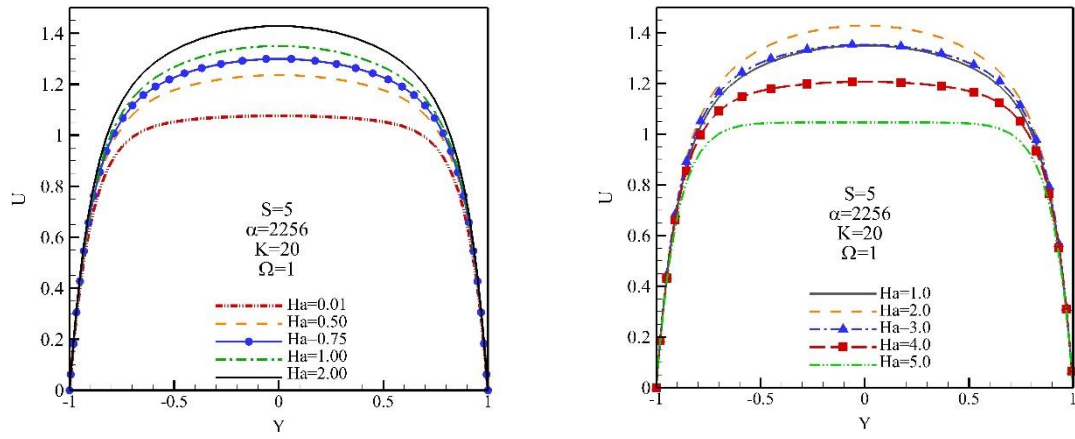 1.4
1.2
1
0.8
0.6
0.4
0.2
0
U
-1
-0.5
0
0.5
1
Y
S=5
α=2256
K=20
Ω=1
Ha=0.01
Ha=0.50
Ha=0.75
Ha=1.00
Ha=2.00
1.4
1.2
1
0.8
0.6
0.4
0.2
0
U
-1
-0.5
0
0.5
1
Y
S=5
α=2256
K=20
Ω=1
Ha=1.0
Ha=2.0
Ha=3.0
Ha=4.0
Ha=5.0